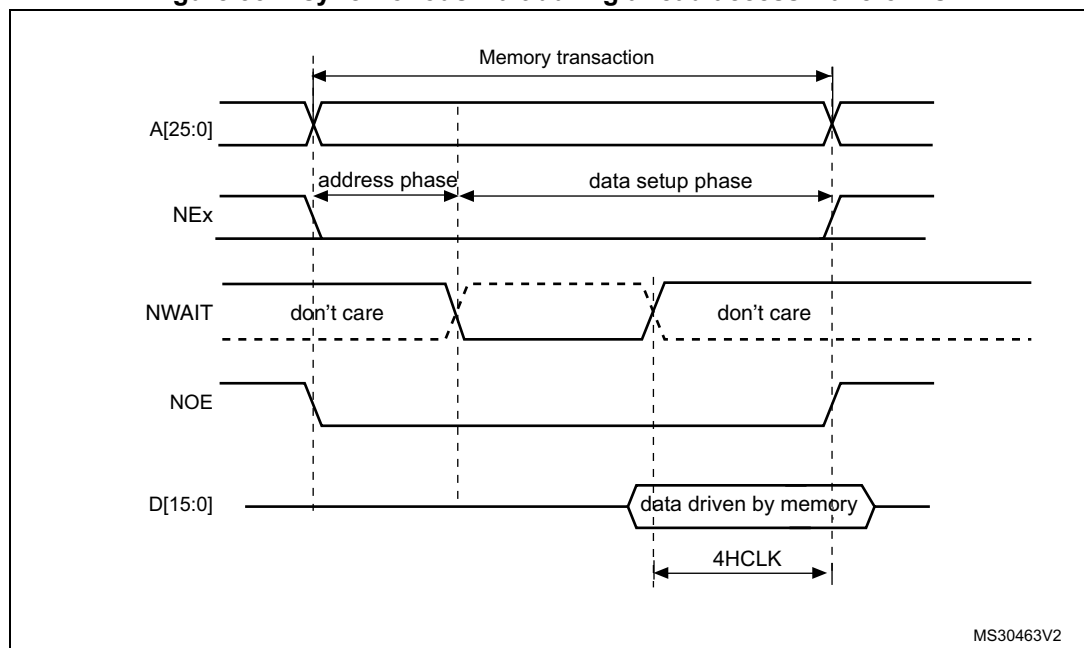 Memory transaction
A[25:0]
address phase
data setup phase
NEx
NWAIT
don't care
don't care
NOE
D[15:0]
data driven by memory
4HCLK
MS30463V2